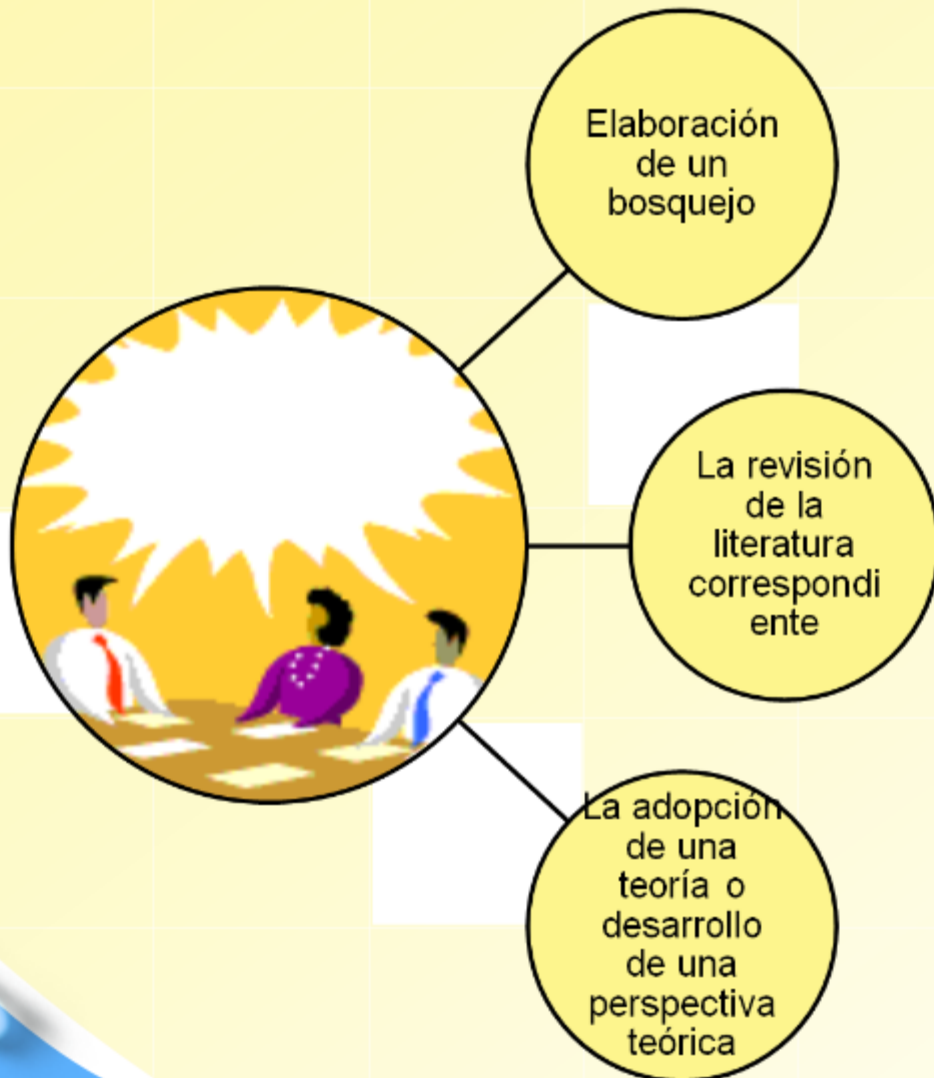 Elaboración
de un
bosquejo
La revisión
de la
literatura
correspondi
ente
La adopción
de una
teoría o
desarrollo
de una
perspectiva
teórica